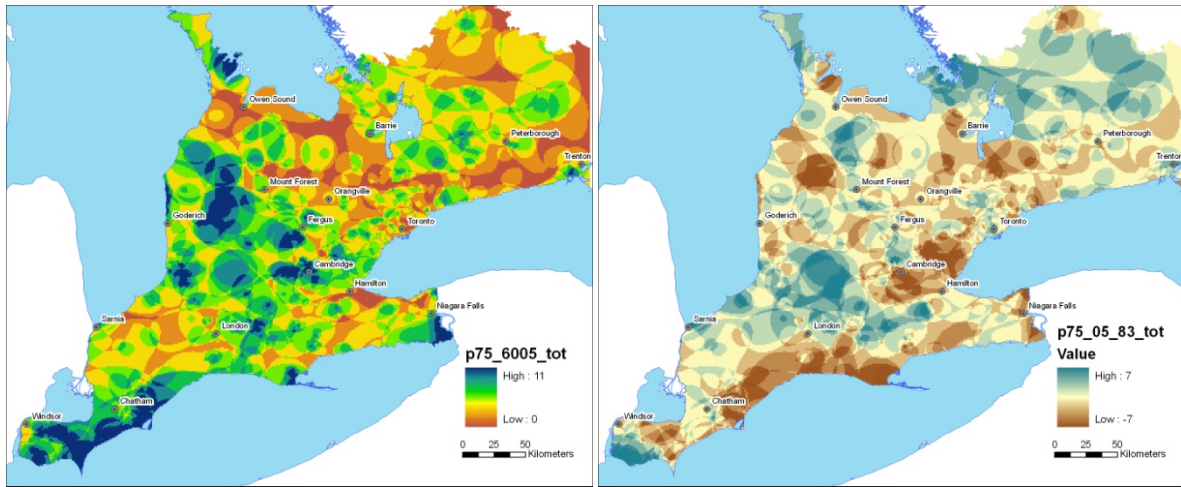 Owen Sound
Barrie
Peterborough
Trenton
Mount Forest
Orangville
Goderich
Fergus
Toronto
Cambridge
Hamilton
Niagara Falls
Sarnia
London
p75_6005_tot
High : 11
Low : 0
Chatham
Windsor
0 25 50
Kilometers
Owen Sound
Barrie
Peterborough
Trenton
Mount Forest
Orangville
Goderich
Fergus
Toronto
Cambridge
Hamilton
Niagara Falls
Sarnia
London
p75_05_83_tot
Value
High : 7
Low : -7
Chatham
Windsor
0 25 50
Kilometers